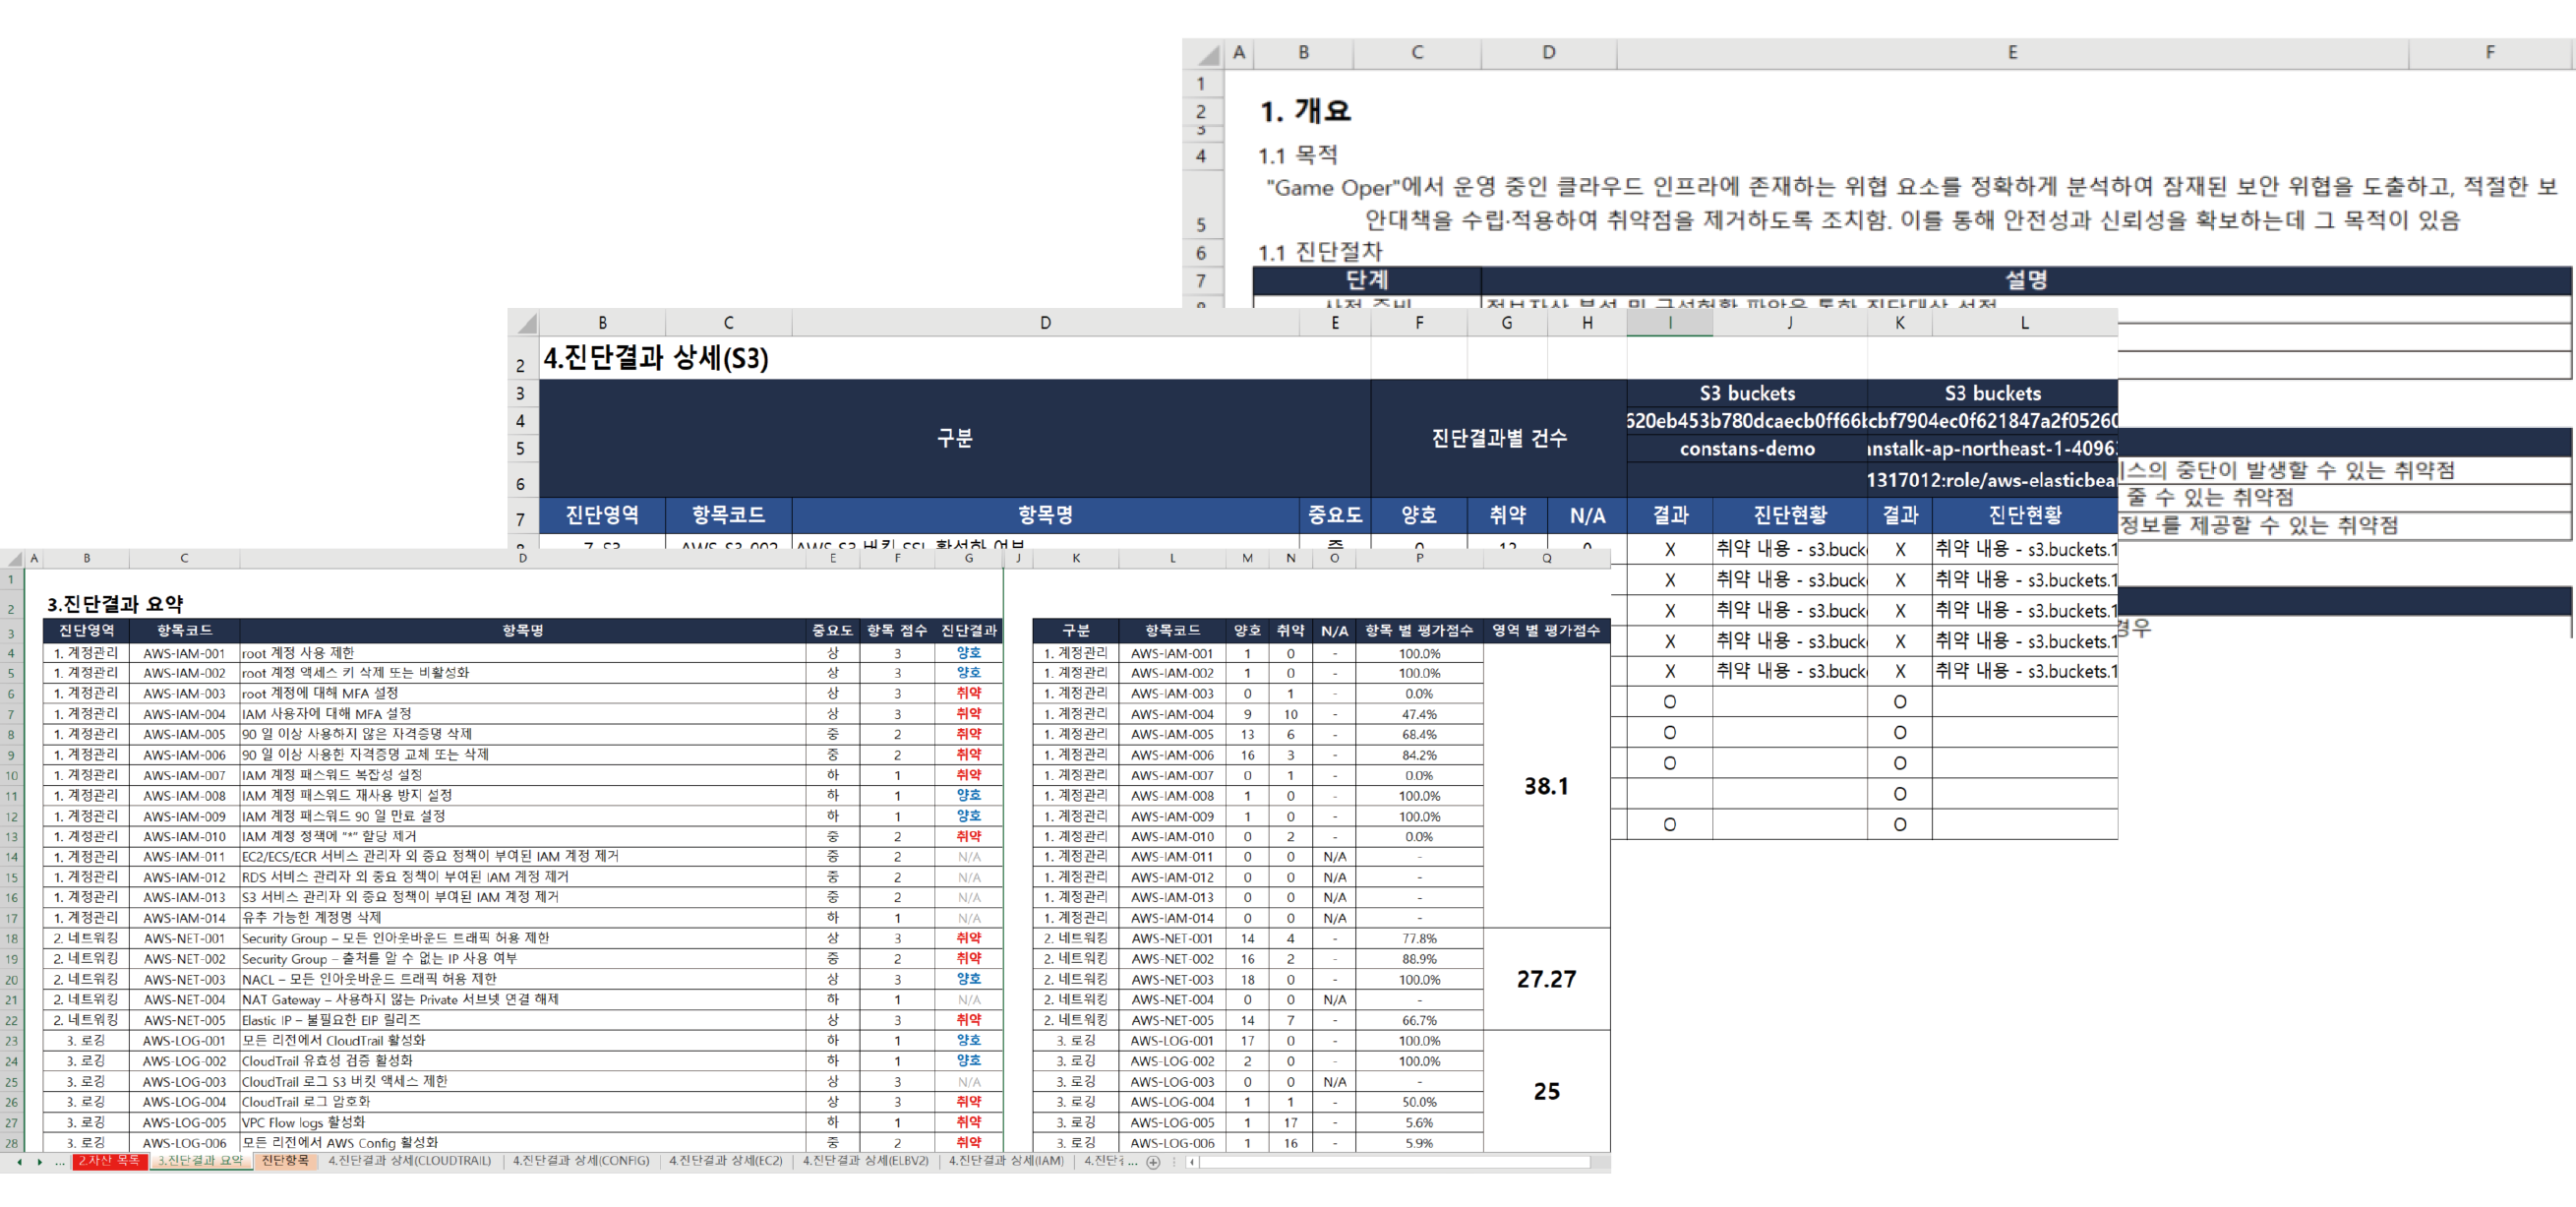 A B C D E F
1
2 1. 개요
3
4 1.1 목적
"Game Oper"에서 운영 중인 클라우드 인프라에 존재하는 위협 요소를 정확하게 분석하여 잠재된 보안 위협을 도출하고, 적절한 보
5 안대책을 수립·적용하여 취약점을 제거하도록 조치함. 이를 통해 안전성과 신뢰성을 확보하는데 그 목적이 있음
6 1.1 진단절차
7 단계 설명
스의 중단이 발생할 수 있는 취약점
줄 수 있는 취약점
정보를 제공할 수 있는 취약점
경우
B C D E F G H I J K L
2 4.진단결과 상세(S3)
3 S3 buckets S3 buckets
4 620eb453b780dcaecb0ff66b cbf7904ec0f621847a2f05260
구분 진단결과별 건수
5 constans-demo anstalk-ap-northeast-1-4096
6 1317012:role/aws-elasticbea
7 진단영역 항목코드 항목명 중요도 양호 취약 N/A 결과 진단현황 결과 진단현황
X 취약 내용 - s3.buck X 취약 내용 - s3.buckets.1
X 취약 내용 - s3.buck X 취약 내용 - s3.buckets.1
X 취약 내용 - s3.buck X 취약 내용 - s3.buckets.1
X 취약 내용 - s3.buck X 취약 내용 - s3.buckets.1
X 취약 내용 - s3.buck X 취약 내용 - s3.buckets.1
O O
O O
O O
O
O O
A B C D E F G J K L M N O P Q
1
2 3.진단결과 요약
3 진단영역 항목코드 항목명 중요도 항목 점수 진단결과 구분 항목코드 양호 취약 N/A 항목 별 평가점수 영역 별 평가점수
4 1. 계정관리 AWS-IAM-001 root 계정 사용 제한 상 3 양호 1. 계정관리 AWS-IAM-001 1 0 - 100.0%
5 1. 계정관리 AWS-IAM-002 root 계정 액세스 키 삭제 또는 비활성화 상 3 양호 1. 계정관리 AWS-IAM-002 1 0 - 100.0%
6 1. 계정관리 AWS-IAM-003 root 계정에 대해 MFA 설정 상 3 취약 1. 계정관리 AWS-IAM-003 0 1 - 0.0%
7 1. 계정관리 AWS-IAM-004 IAM 사용자에 대해 MFA 설정 상 3 취약 1. 계정관리 AWS-IAM-004 9 10 - 47.4%
8 1. 계정관리 AWS-IAM-005 90 일 이상 사용하지 않은 자격증명 삭제 중 2 취약 1. 계정관리 AWS-IAM-005 13 6 - 68.4%
9 1. 계정관리 AWS-IAM-006 90 일 이상 사용한 자격증명 교체 또는 삭제 중 2 취약 1. 계정관리 AWS-IAM-006 16 3 - 84.2%
10 1. 계정관리 AWS-IAM-007 IAM 계정 패스워드 복잡성 설정 하 1 취약 1. 계정관리 AWS-IAM-007 0 1 - 0.0%
38.1
11 1. 계정관리 AWS-IAM-008 IAM 계정 패스워드 재사용 방지 설정 하 1 양호 1. 계정관리 AWS-IAM-008 1 0 - 100.0%
12 1. 계정관리 AWS-IAM-009 IAM 계정 패스워드 90 일 만료 설정 하 1 양호 1. 계정관리 AWS-IAM-009 1 0 - 100.0%
13 1. 계정관리 AWS-IAM-010 IAM 계정 정책에 "*" 할당 제거 중 2 취약 1. 계정관리 AWS-IAM-010 0 2 - 0.0%
14 1. 계정관리 AWS-IAM-011 EC2/ECS/ECR 서비스 관리자 외 중요 정책이 부여된 IAM 계정 제거 중 2 N/A 1. 계정관리 AWS-IAM-011 0 0 N/A -
15 1. 계정관리 AWS-IAM-012 RDS 서비스 관리자 외 중요 정책이 부여된 IAM 계정 제거 중 2 N/A 1. 계정관리 AWS-IAM-012 0 0 N/A -
16 1. 계정관리 AWS-IAM-013 S3 서비스 관리자 외 중요 정책이 부여된 IAM 계정 제거 중 2 N/A 1. 계정관리 AWS-IAM-013 0 0 N/A -
17 1. 계정관리 AWS-IAM-014 유추 가능한 계정명 삭제 하 1 N/A 1. 계정관리 AWS-IAM-014 0 0 N/A -
18 2. 네트워킹 AWS-NET-001 Security Group – 모든 인아웃바운드 트래픽 허용 제한 상 3 취약 2. 네트워킹 AWS-NET-001 14 4 - 77.8%
19 2. 네트워킹 AWS-NET-002 Security Group – 출처를 알 수 없는 IP 사용 여부 중 2 취약 2. 네트워킹 AWS-NET-002 16 2 - 88.9%
20 2. 네트워킹 AWS-NET-003 NACL – 모든 인아웃바운드 트래픽 허용 제한 상 3 양호 2. 네트워킹 AWS-NET-003 18 0 - 100.0% 27.27
21 2. 네트워킹 AWS-NET-004 NAT Gateway – 사용하지 않는 Private 서브넷 연결 해제 하 1 N/A 2. 네트워킹 AWS-NET-004 0 0 N/A -
22 2. 네트워킹 AWS-NET-005 Elastic IP – 불필요한 EIP 릴리즈 상 3 취약 2. 네트워킹 AWS-NET-005 14 7 - 66.7%
23 3. 로깅 AWS-LOG-001 모든 리전에서 CloudTrail 활성화 하 1 양호 3. 로깅 AWS-LOG-001 17 0 - 100.0%
24 3. 로깅 AWS-LOG-002 CloudTrail 유효성 검증 활성화 하 1 양호 3. 로깅 AWS-LOG-002 2 0 - 100.0%
25 3. 로깅 AWS-LOG-003 CloudTrail 로그 S3 버킷 액세스 제한 상 3 N/A 3. 로깅 AWS-LOG-003 0 0 N/A -
25
26 3. 로깅 AWS-LOG-004 CloudTrail 로그 암호화 상 3 취약 3. 로깅 AWS-LOG-004 1 1 - 50.0%
27 3. 로깅 AWS-LOG-005 VPC Flow logs 활성화 하 1 취약 3. 로깅 AWS-LOG-005 1 17 - 5.6%
28 3. 로깅 AWS-LOG-006 모든 리전에서 AWS Config 활성화 중 2 취약 3. 로깅 AWS-LOG-006 1 16 - 5.9%
... 2.자산 목록 3.진단결과 요약 진단항목 4.진단결과 상세(CLOUDTRAIL) 4.진단결과 상세(CONFIG) 4.진단결과 상세(EC2) 4.진단결과 상세(ELBV2) 4.진단결과 상세(IAM) 4.진단 ...